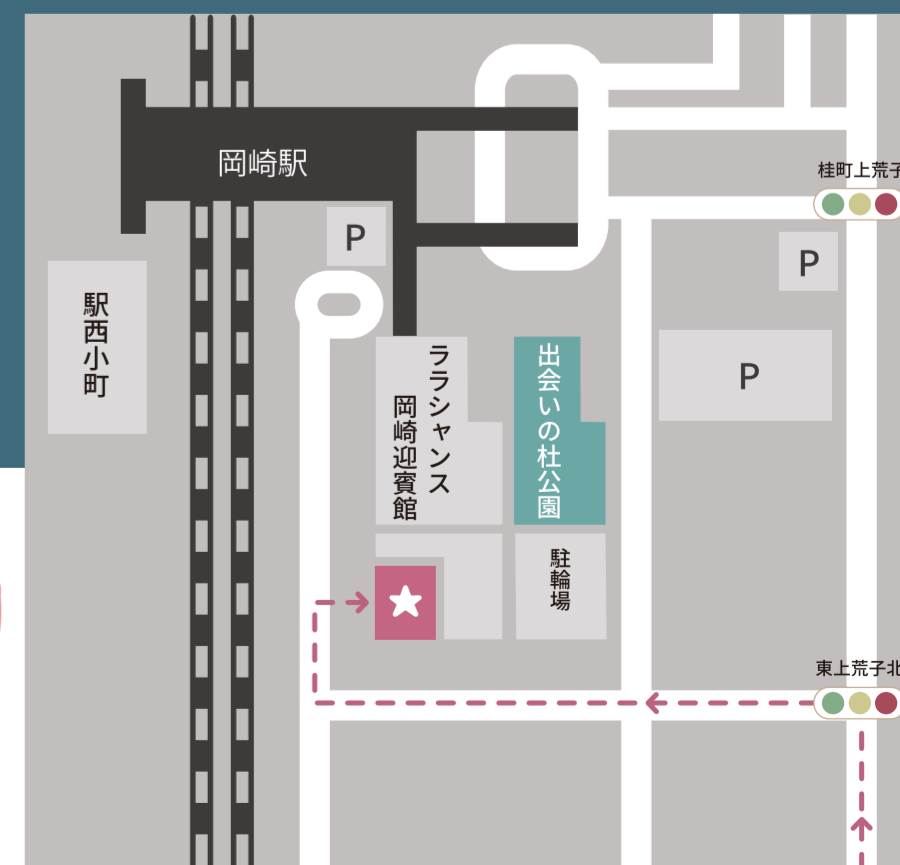 岡崎駅
桂町上荒子
P
P
駅西小町
ララシャンス
岡崎迎賓館
出会いの杜公園
P
駐輪場
東上荒子北